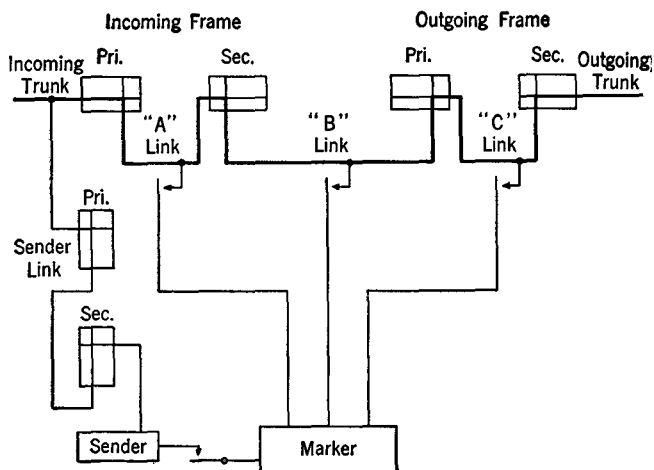 Incoming Frame
Outgoing Frame
Pri.
Sec.
Pri.
Sec.
Incoming
Trunk
Outgoing
Trunk
"A"
Link
"B"
Link
"C"
Link
Pri.
Sender
Link
Sec.
Sender
Marker